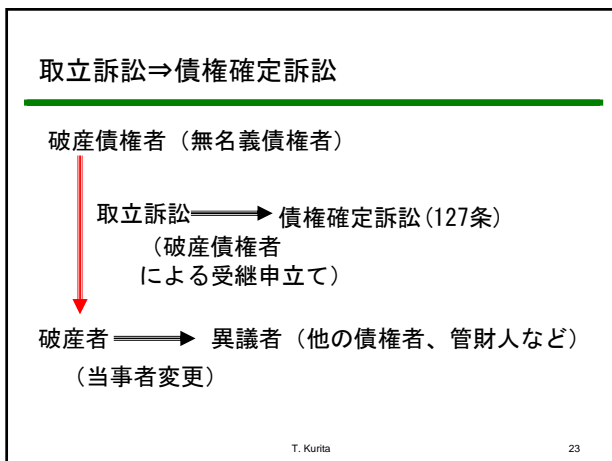 取立訴訟⇒債権確定訴訟
破産債権者（無名義債権者）
取立訴訟 債権確定訴訟(127条)
（破産債権者
による受継申立て）
破産者 異議者（他の債権者、管財人など）
（当事者変更）
T. Kurita 23